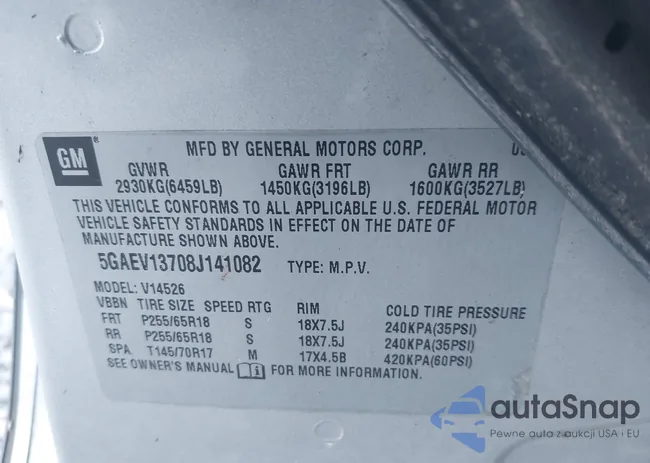 GM
MFD BY GENERAL MOTORS CORP.
GVWR GAWR FRT GAWR RR
2930KG(6459LB) 1450KG(3196LB) 1600KG(3527LB)
THIS VEHICLE CONFORMS TO ALL APPLICABLE U.S. FEDERAL MOTOR
VEHICLE SAFETY STANDARDS IN EFFECT ON THE DATE OF
MANUFACTURE SHOWN ABOVE.
5GAEV13708J141082 TYPE: M.P.V.
MODEL: V14526
VBBN TIRE SIZE SPEED RTG RIM COLD TIRE PRESSURE
FRT P255/65R18 S 18X7.5J 240KPA(35PSI)
RR P255/65R18 S 18X7.5J 240KPA(35PSI)
SPA T145/70R17 M 17X4.5B 420KPA(60PSI)
SEE OWNER'S MANUAL FOR MORE INFORMATION.
autoSnap
Pewne auta z aukcji USA i EU